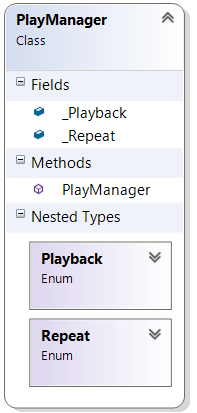 PlayManager
Class
Fields
_Playback
_Repeat
Methods
PlayManager
Nested Types
Playback
Enum
Repeat
Enum